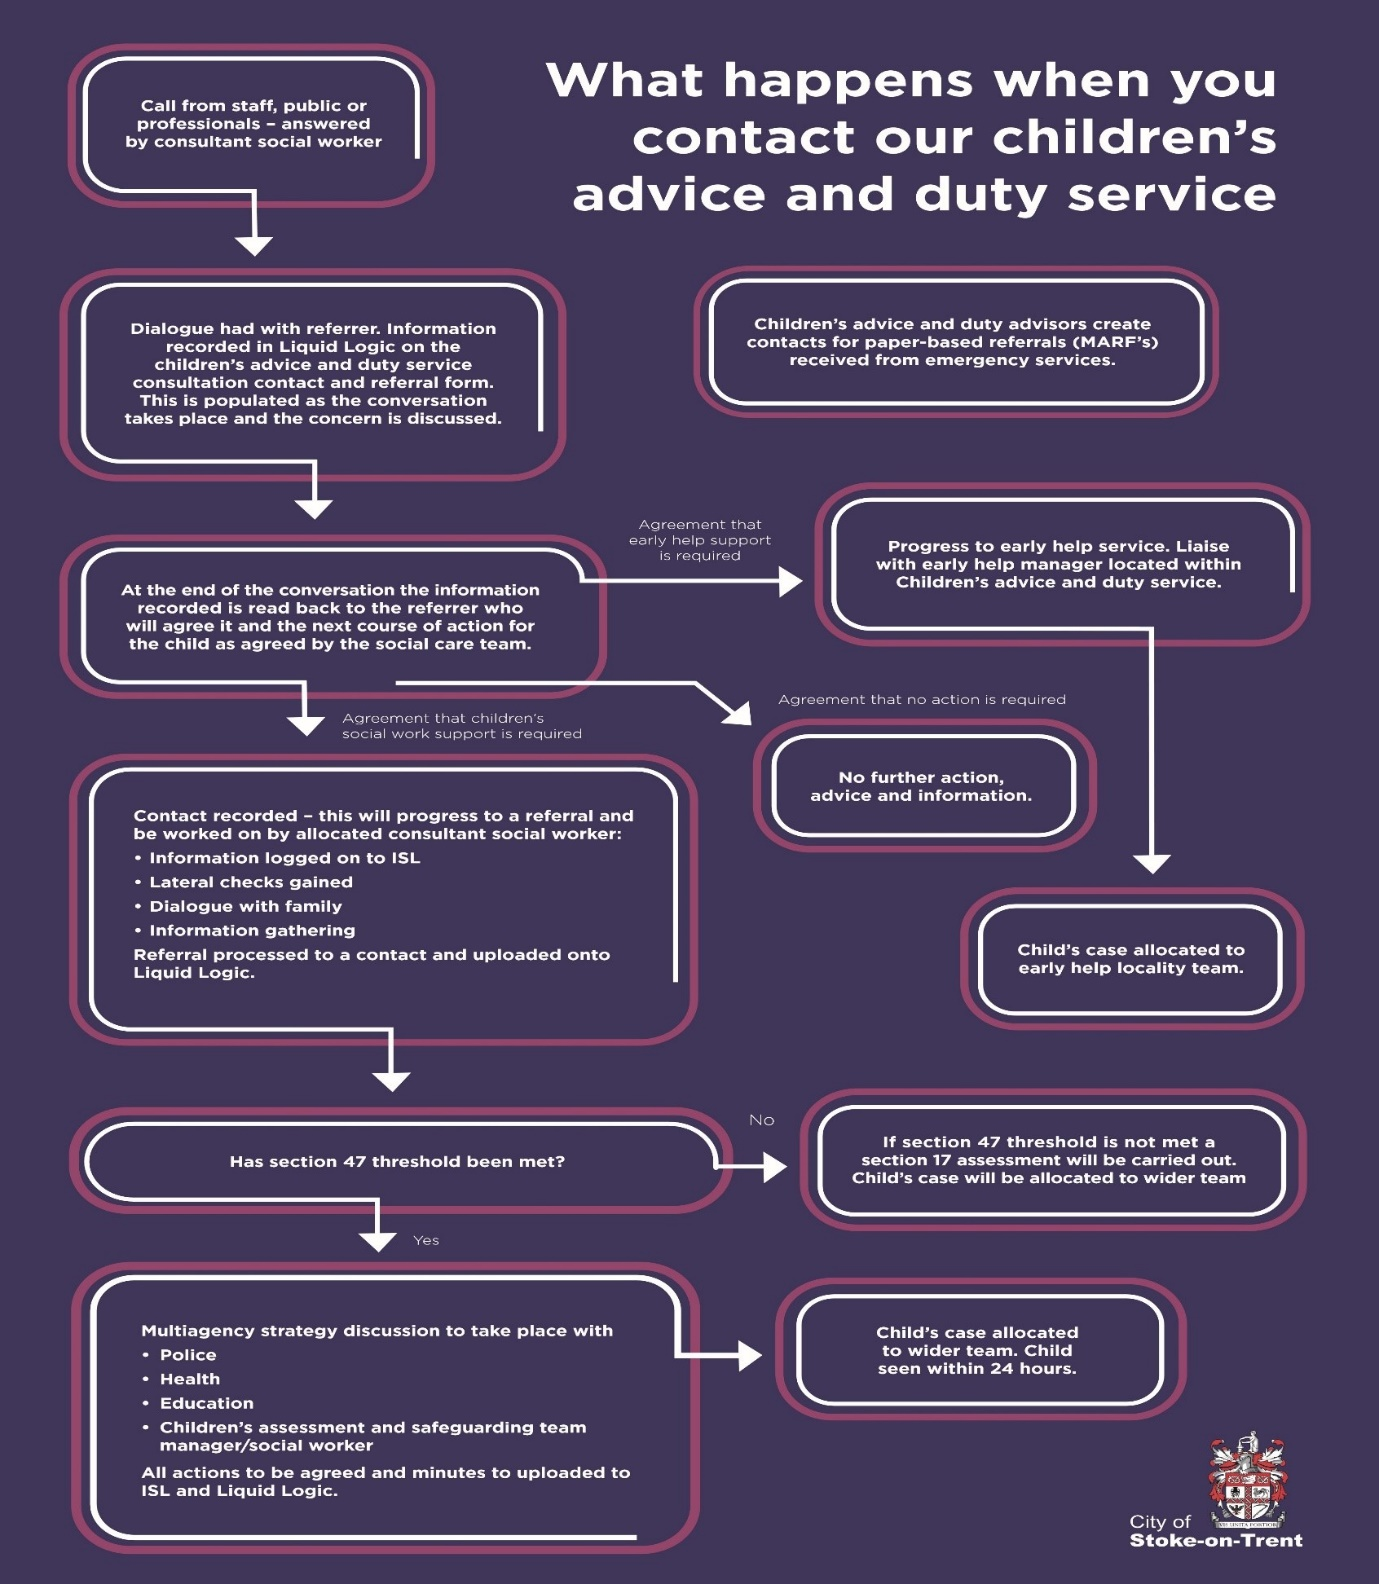 What happens when you
contact our children's
advice and duty service
Call from staff, public or
professionals – answered
by consultant social worker
Dialogue had with referrer. Information
recorded in Liquid Logic on the
children's advice and duty service
consultation contact and referral form.
This is populated as the conversation
takes place and the concern is discussed.
Children's advice and duty advisors create
contacts for paper-based referrals (MARF's)
received from emergency services.
At the end of the conversation the information
recorded is read back to the referrer who
will agree it and the next course of action for
the child as agreed by the social care team.
Agreement that
early help support
is required
Progress to early help service. Liaise
with early help manager located within
Children's advice and duty service.
Agreement that no action is required
No further action,
advice and information.
Child's case allocated to
early help locality team.
Agreement that children's
social work support is required
Contact recorded – this will progress to a referral and
be worked on by allocated consultant social worker:
• Information logged on to ISL
• Lateral checks gained
• Dialogue with family
• Information gathering
Referral processed to a contact and uploaded onto
Liquid Logic.
Has section 47 threshold been met?
No
If section 47 threshold is not met a
section 17 assessment will be carried out.
Child's case will be allocated to wider team
Yes
Multiagency strategy discussion to take place with
• Police
• Health
• Education
• Children's assessment and safeguarding team
manager/social worker
All actions to be agreed and minutes to uploaded to
ISL and Liquid Logic.
Child's case allocated
to wider team. Child
seen within 24 hours.
City of
Stoke-on-Trent